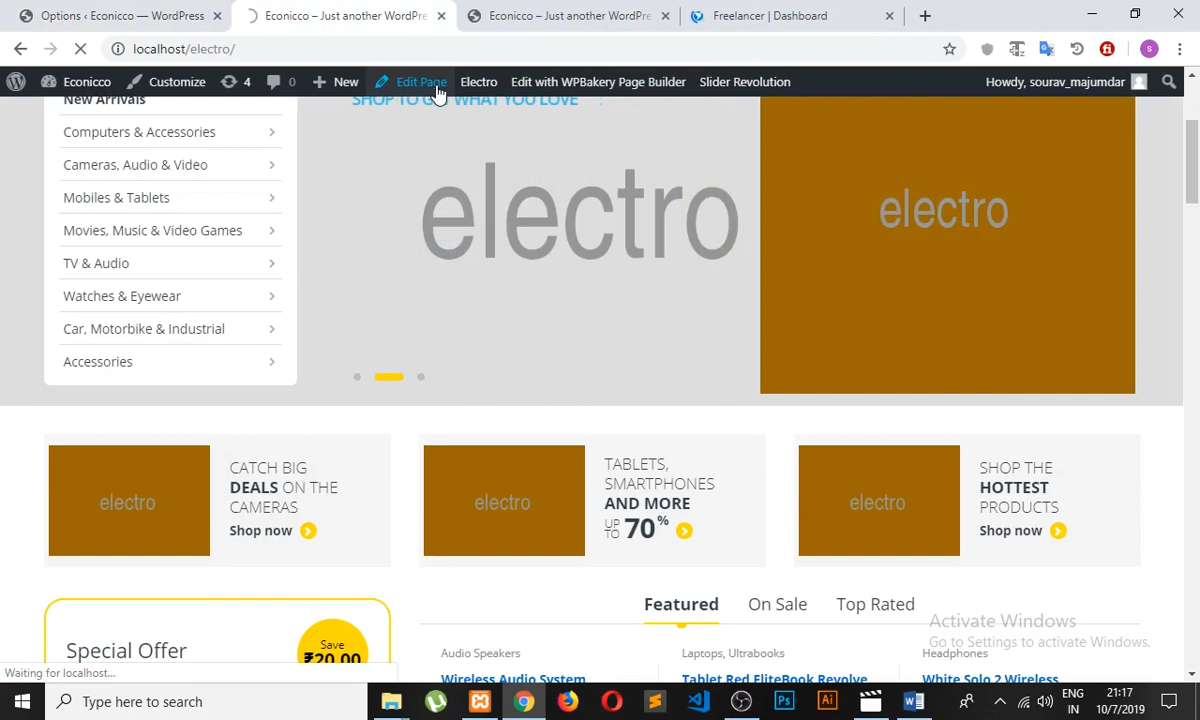 Options ‹ Econicco — WordPress
Econicco – Just another WordPre
Econicco – Just another WordPre
Freelancer | Dashboard
localhost/electro/
Econicco
Customize
4
0
New
Edit Page
Electro
Edit with WPBakery Page Builder
Slider Revolution
Howdy, sourav_majumdar
New Arrivals
Computers & Accessories
Cameras, Audio & Video
Mobiles & Tablets
Movies, Music & Video Games
TV & Audio
Watches & Eyewear
Car, Motorbike & Industrial
Accessories
SHOP TO GET WHAT YOU LOVE
electro
electro
electro
CATCH BIG
DEALS ON THE
CAMERAS
Shop now
electro
TABLETS,
SMARTPHONES
AND MORE
UP TO 70%
electro
SHOP THE
HOTTEST
PRODUCTS
Shop now
Special Offer
Save
₹20.00
Featured
On Sale
Top Rated
Audio Speakers
Wireless Audio System
Laptops, Ultrabooks
Tablet Red EliteBook Revolve
Headphones
White Solo 2 Wireless
Activate Windows
Go to Settings to activate Windows.
Waiting for localhost...
Type here to search
ENG
IN
21:17
10/7/2019